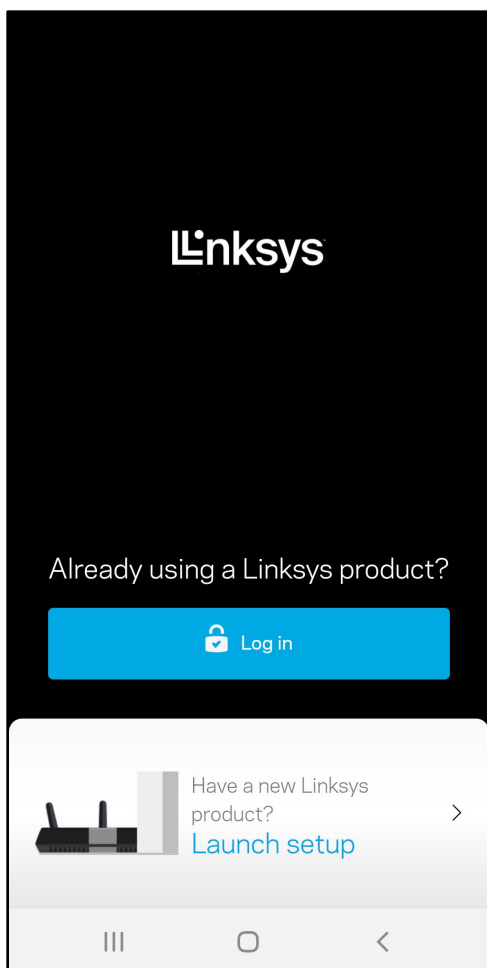 Linksys
Already using a Linksys product?
Log in
Have a new Linksys
product?
Launch setup